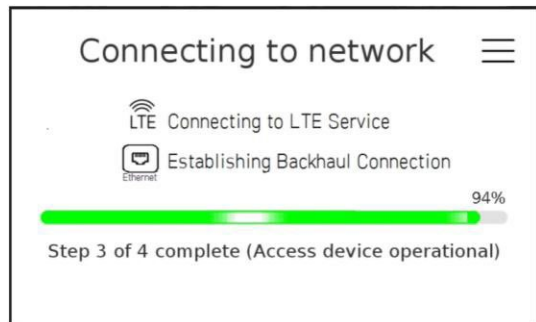 Connecting to network
LTE Connecting to LTE Service
Ethernet Establishing Backhaul Connection
94%
Step 3 of 4 complete (Access device operational)